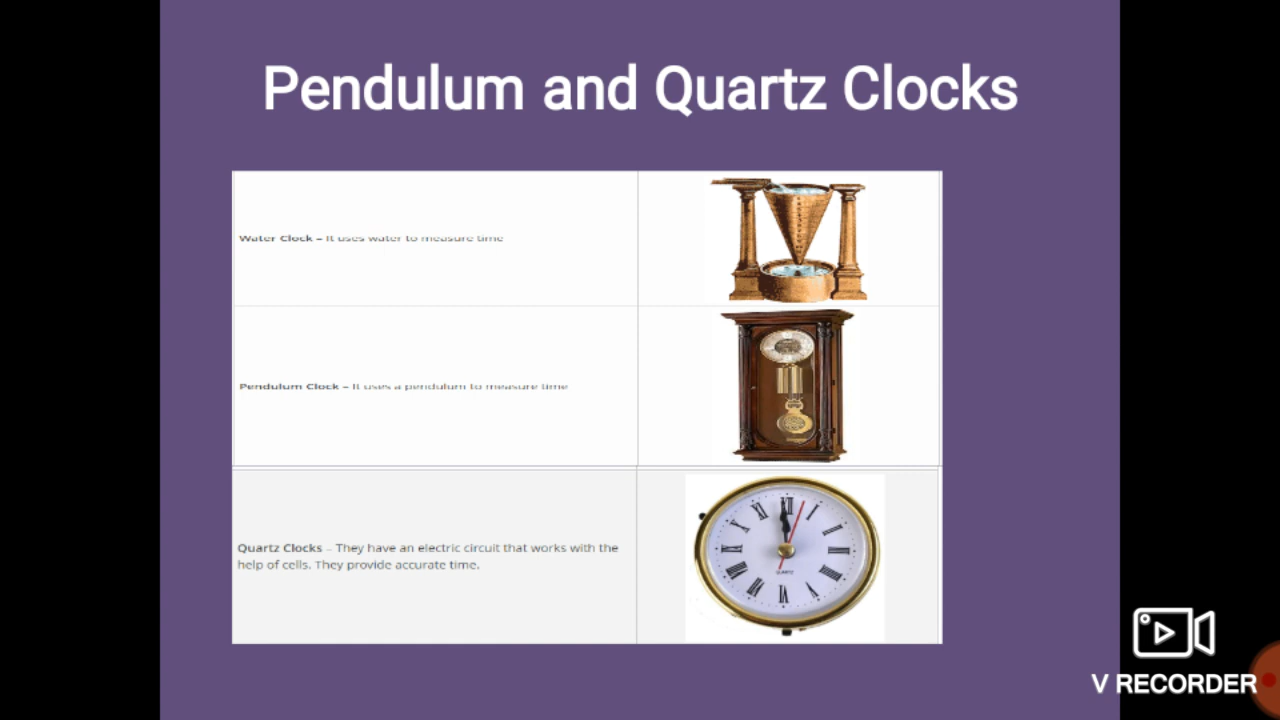 Pendulum and Quartz Clocks
Water Clock – It uses water to measure time
Pendulum Clock – It uses a pendulum to measure time
Quartz Clocks – They have an electric circuit that works with the
help of cells. They provide accurate time.
QUARTZ
V RECORDER